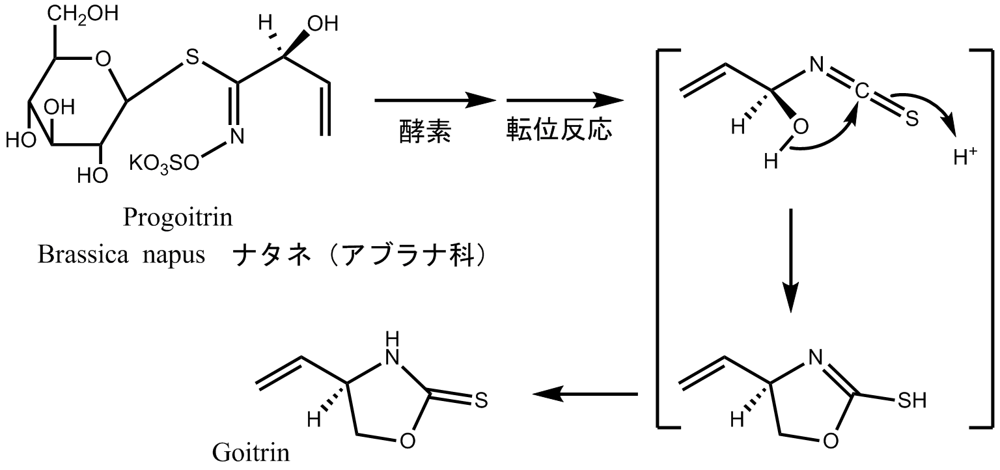 CH₂OH
H
OH
O
S
N
OH
HO
HO
KO₃SO
Progoitrin
Brassica napus ナタネ（アブラナ科）
酵素
転位反応
N
C
S
H
O
H
H⁺
N
SH
H
O
H
N
S
H
O
Goitrin